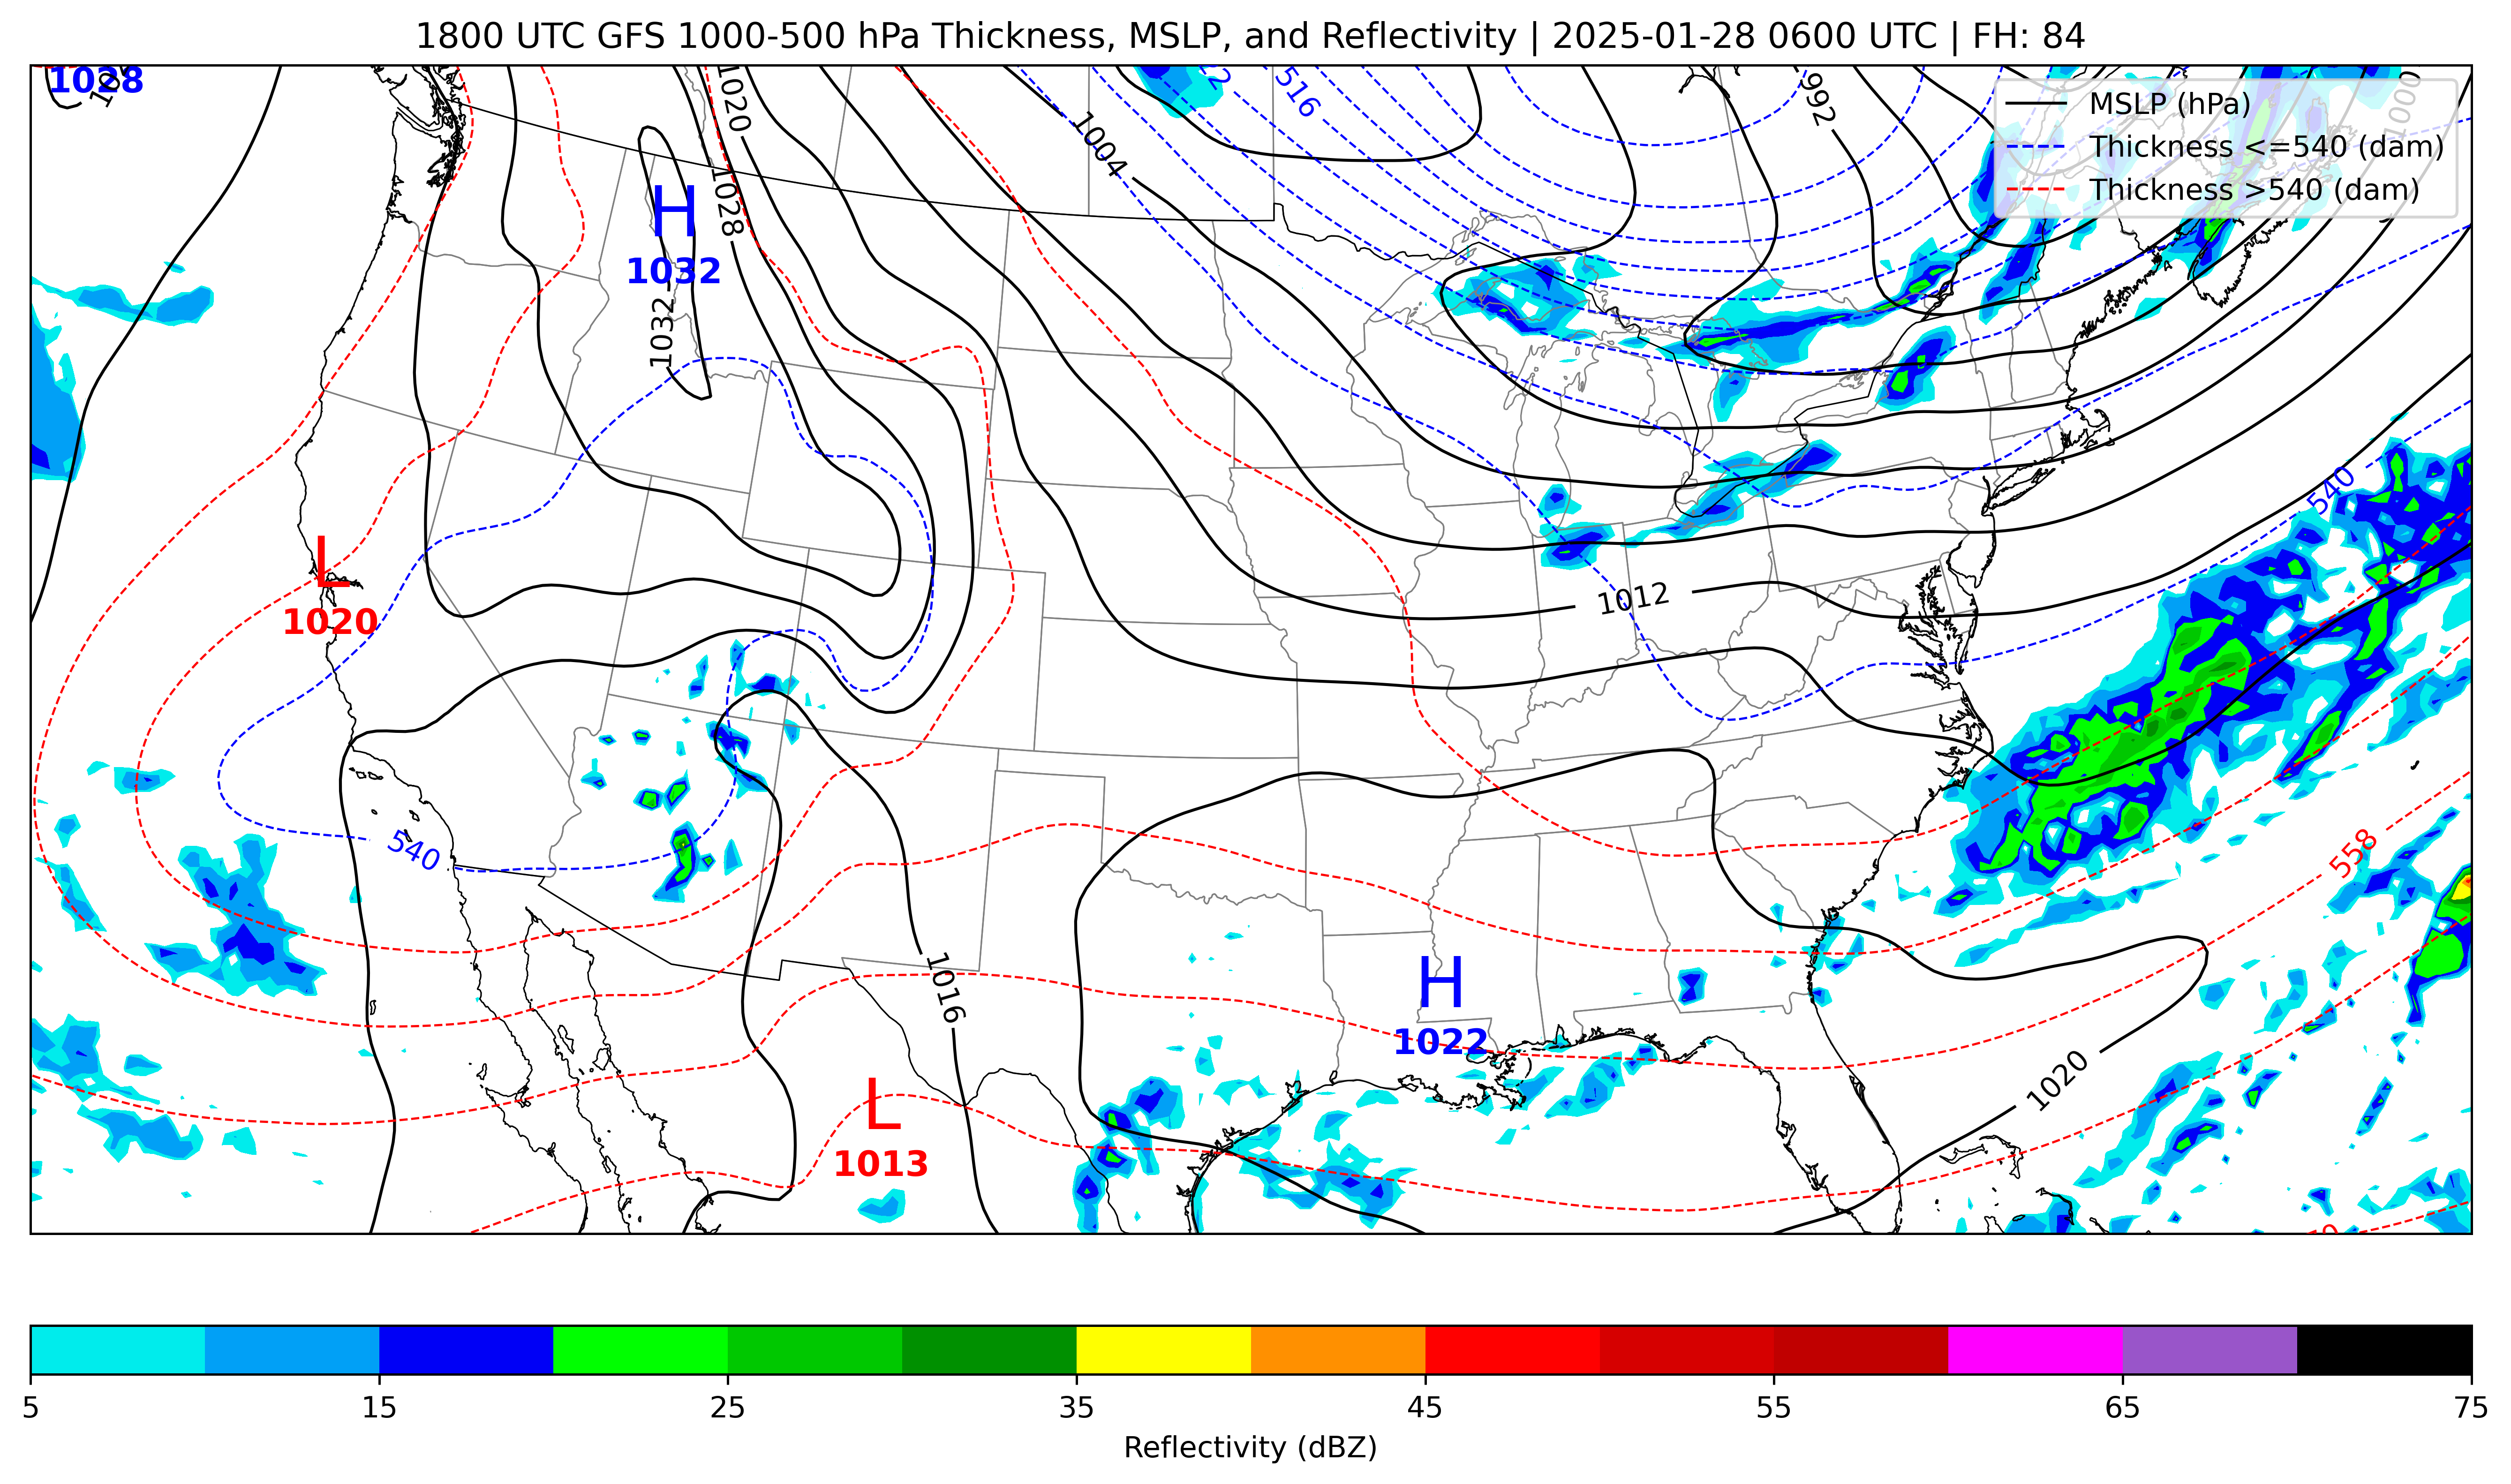 1800 UTC GFS 1000-500 hPa Thickness, MSLP, and Reflectivity | 2025-01-28 0600 UTC | FH: 84
1028
1020
516
992
1000
MSLP (hPa)
Thickness <=540 (dam)
Thickness >540 (dam)
1004
H
1032
1028
1032
540
L
1020
1012
540
558
H
1022
1016
L
1013
1020
5 15 25 35 45 55 65 75
Reflectivity (dBZ)